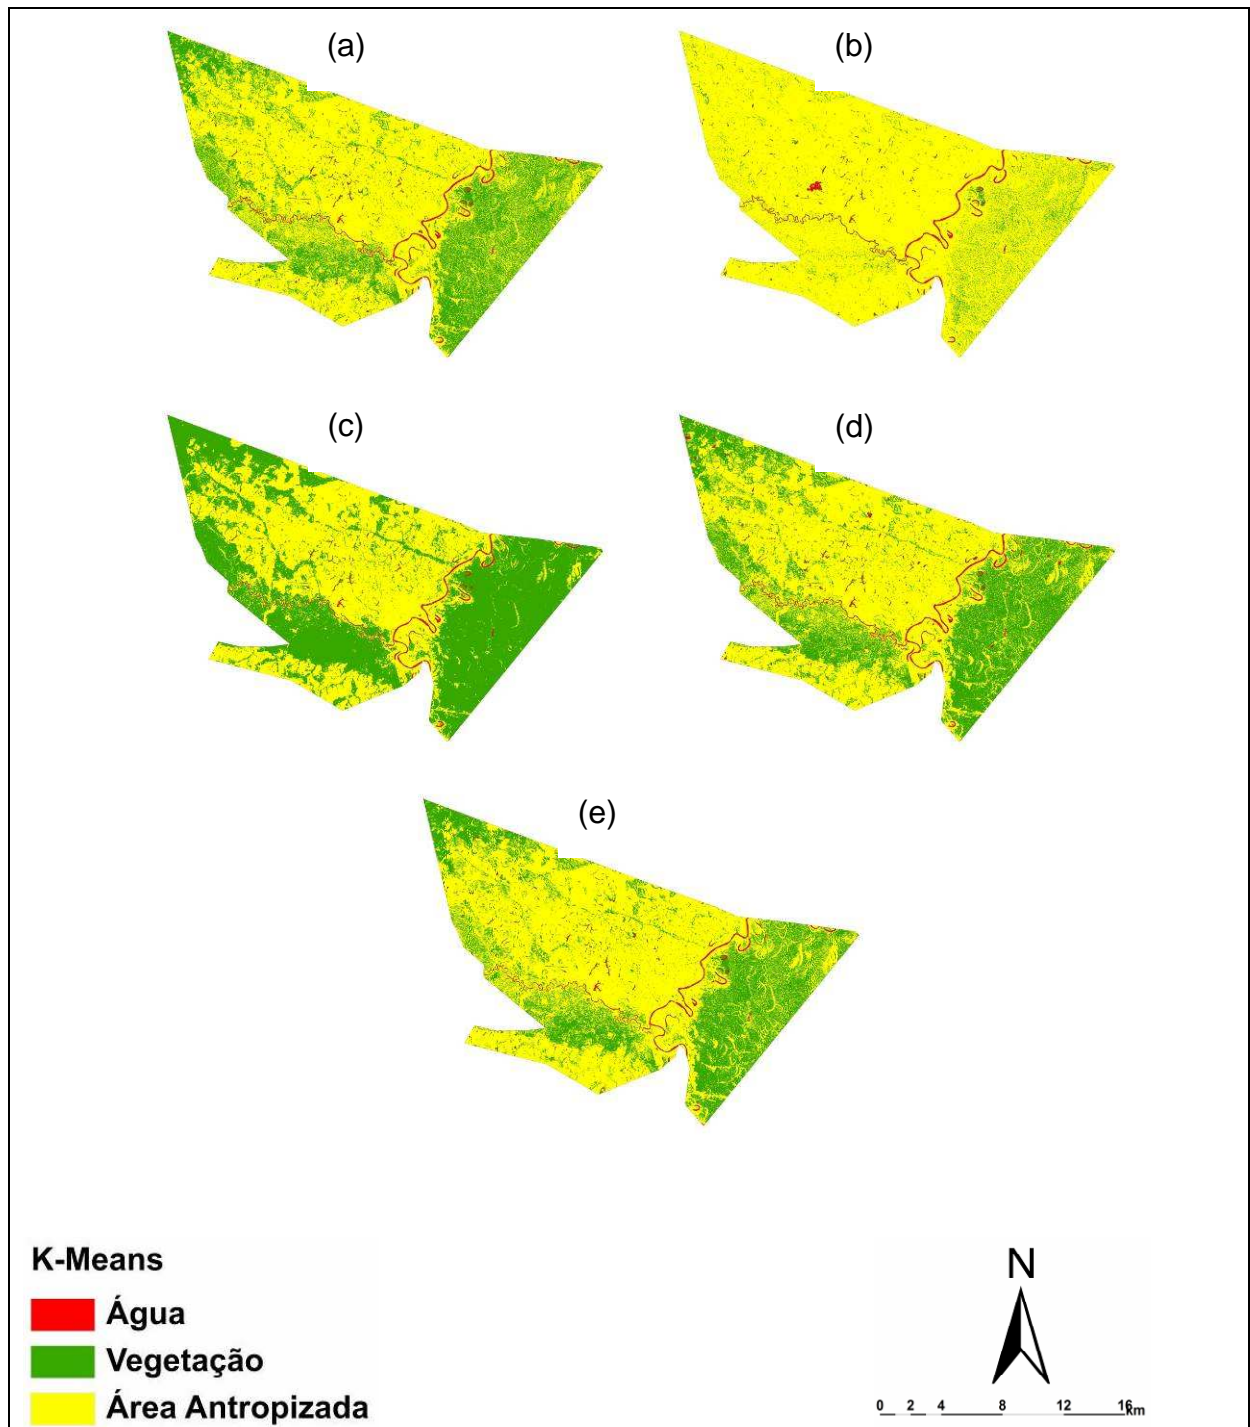 (a)
(b)
(c)
(d)
(e)
K-Means
Água
Vegetação
Área Antropizada
N
0 2 4 8 12 16
Km